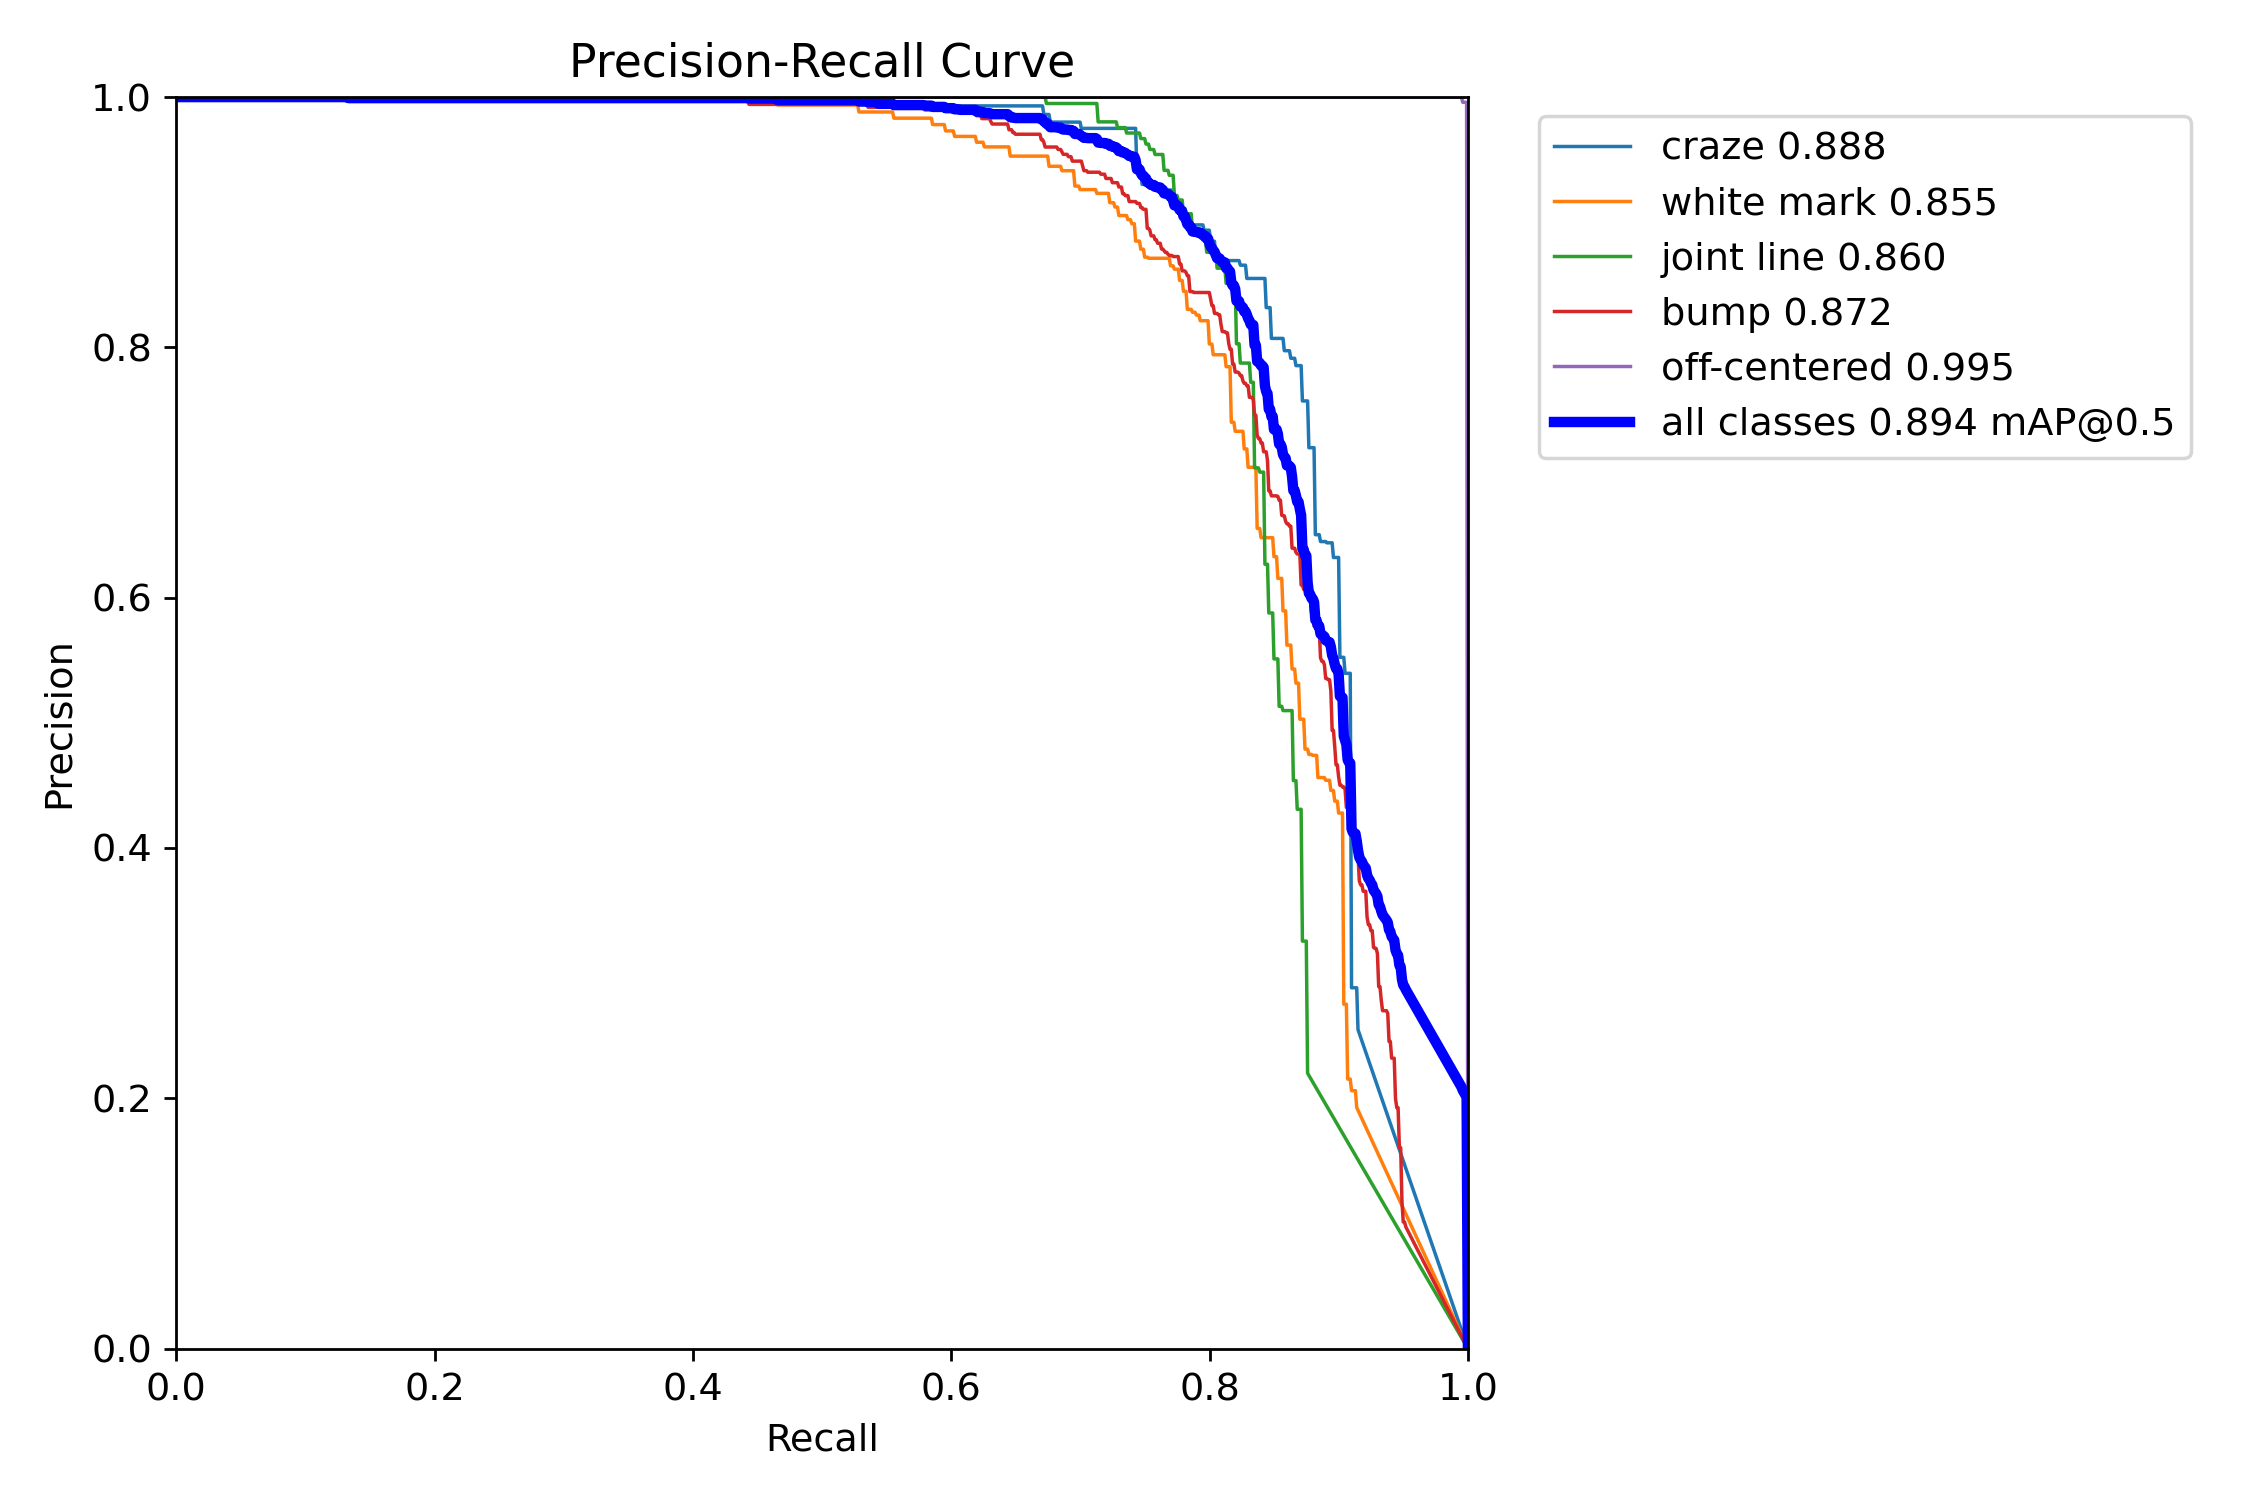 Precision-Recall Curve
1.0
0.8
0.6
0.4
0.2
0.0
Precision
0.0 0.2 0.4 0.6 0.8 1.0
Recall
craze 0.888
white mark 0.855
joint line 0.860
bump 0.872
off-centered 0.995
all classes 0.894 mAP@0.5